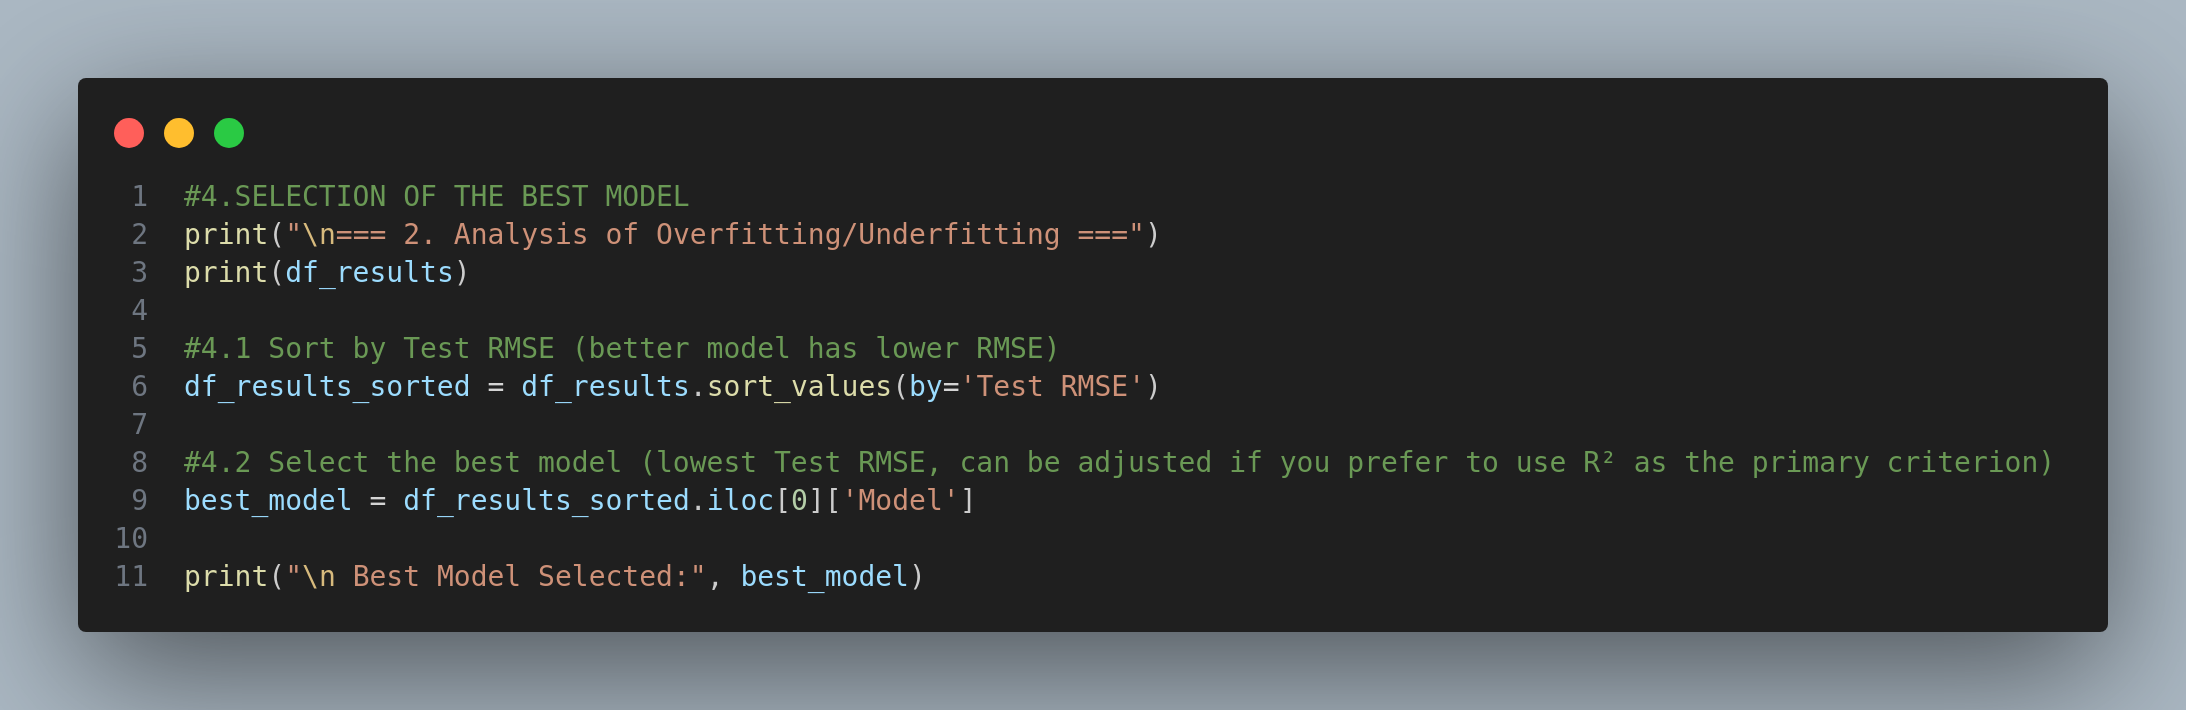 1 #4.SELECTION OF THE BEST MODEL
2 print("\n=== 2. Analysis of Overfitting/Underfitting ===")
3 print(df_results)
4
5 #4.1 Sort by Test RMSE (better model has lower RMSE)
6 df_results_sorted = df_results.sort_values(by='Test RMSE')
7
8 #4.2 Select the best model (lowest Test RMSE, can be adjusted if you prefer to use R² as the primary criterion)
9 best_model = df_results_sorted.iloc[0]['Model']
10
11 print("\n Best Model Selected:", best_model)